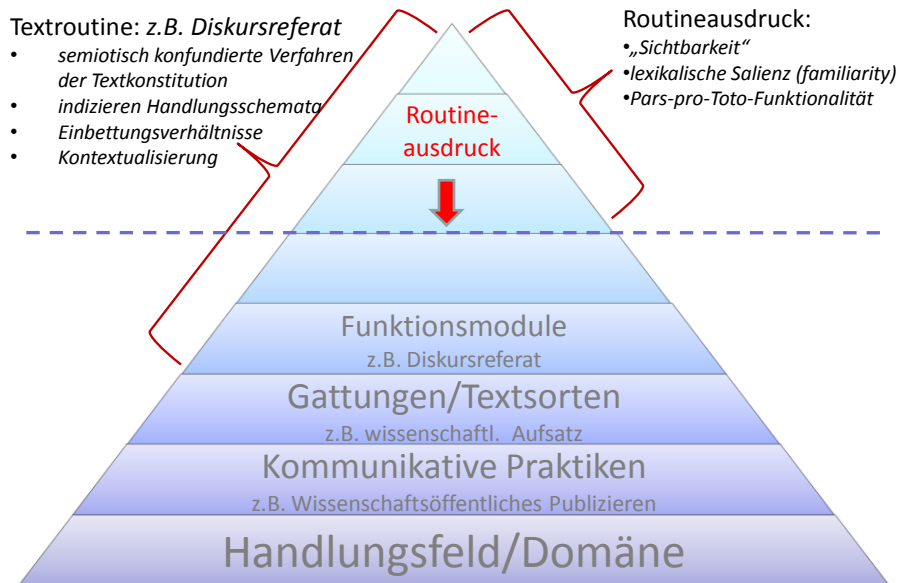 Textroutine: z.B. Diskursreferat
• semiotisch konfundierte Verfahren
der Textkonstitution
• indizieren Handlungsschemata
• Einbettungsverhältnisse
• Kontextualisierung
Routineausdruck:
•„Sichtbarkeit“
•lexikalische Salienz (familiarity)
•Pars-pro-Toto-Funktionalität
Routine-
ausdruck
Funktionsmodule
z.B. Diskursreferat
Gattungen/Textsorten
z.B. wissenschaftl. Aufsatz
Kommunikative Praktiken
z.B. Wissenschaftsöffentliches Publizieren
Handlungsfeld/Domäne